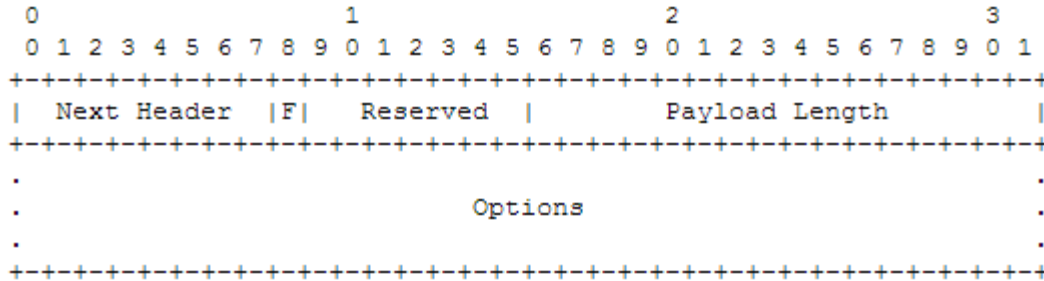 0                   1                   2                   3
 0 1 2 3 4 5 6 7 8 9 0 1 2 3 4 5 6 7 8 9 0 1 2 3 4 5 6 7 8 9 0 1
+-+-+-+-+-+-+-+-+-+-+-+-+-+-+-+-+-+-+-+-+-+-+-+-+-+-+-+-+-+-+-+-+
|  Next Header  |F|   Reserved  |        Payload Length         |
+-+-+-+-+-+-+-+-+-+-+-+-+-+-+-+-+-+-+-+-+-+-+-+-+-+-+-+-+-+-+-+-+
.                                                               .
.                            Options                            .
.                                                               .
+-+-+-+-+-+-+-+-+-+-+-+-+-+-+-+-+-+-+-+-+-+-+-+-+-+-+-+-+-+-+-+-+